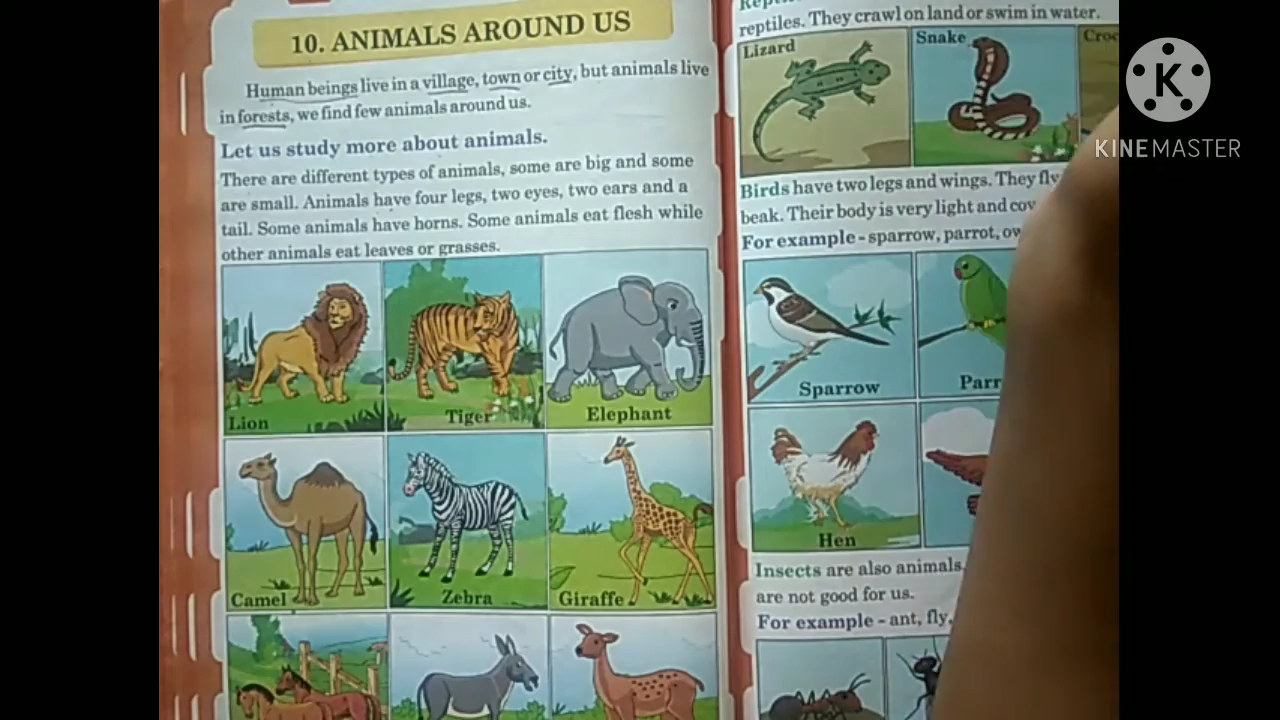 10. ANIMALS AROUND US
Human beings live in a village, town or city, but animals live
in forests, we find few animals around us.
Let us study more about animals.
There are different types of animals, some are big and some
are small. Animals have four legs, two eyes, two ears and a
tail. Some animals have horns. Some animals eat flesh while
other animals eat leaves or grasses.
Lion
Tiger
Elephant
Camel
Zebra
Giraffe
reptiles. They crawl on land or swim in water.
Lizard
Snake
Birds have two legs and wings. They fly
beak. Their body is very light and
For example - sparrow, parrot,
Sparrow
Hen
Insects are also animals.
are not good for us.
For example - ant, fly,
K
KINEMASTER